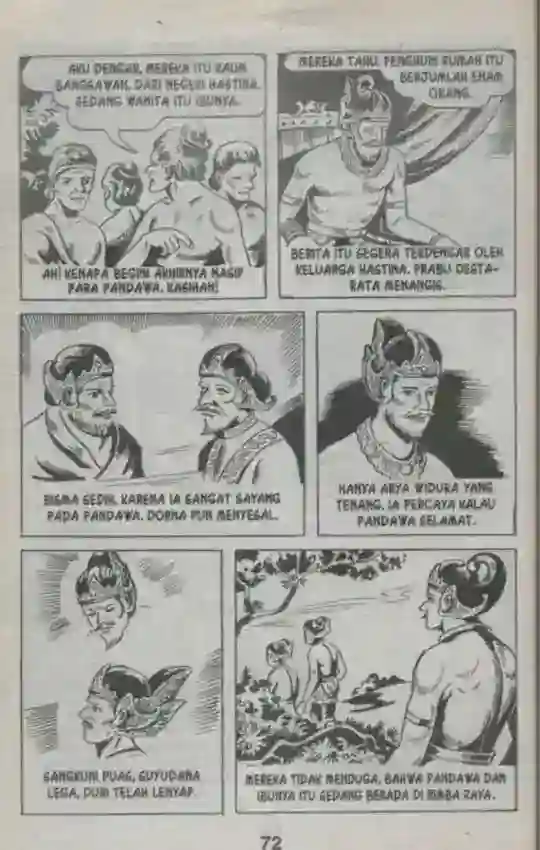 AKU DENGAR, MEREKA ITU KAUM
BANGSAWAN, DARI NEGERI HASTINA.
SEDANG WANITA ITU IBUNYA.
AH! KENAPA BEGINI AKHIRNYA NASIB
PARA PANDAWA. KASIHAN!
MEREKA TAHU, PENGHUNI RUMAH ITU
BERJUMLAH ENAM
ORANG.
BERITA ITU SEGERA TERDENGAR OLEH
KELUARGA HASTINA. PRABU DESTA-
RATA MENANGIS.
BISMA SEDIH, KARENA IA SANGAT SAYANG
PADA PANDAWA. DORNA PUN MENYESAL.
HANYA ARYA WIDURA YANG
TENANG. IA PERCAYA KALAU
PANDAWA SELAMAT.
SANGKUNI PUAS, SUYUDANA
LEGA, DURI TELAH LENYAP.
MEREKA TIDAK MENDUGA, BAHWA PANDAWA DAN
IBUNYA ITU SEDANG BERADA DI RIMBA RAYA.
72